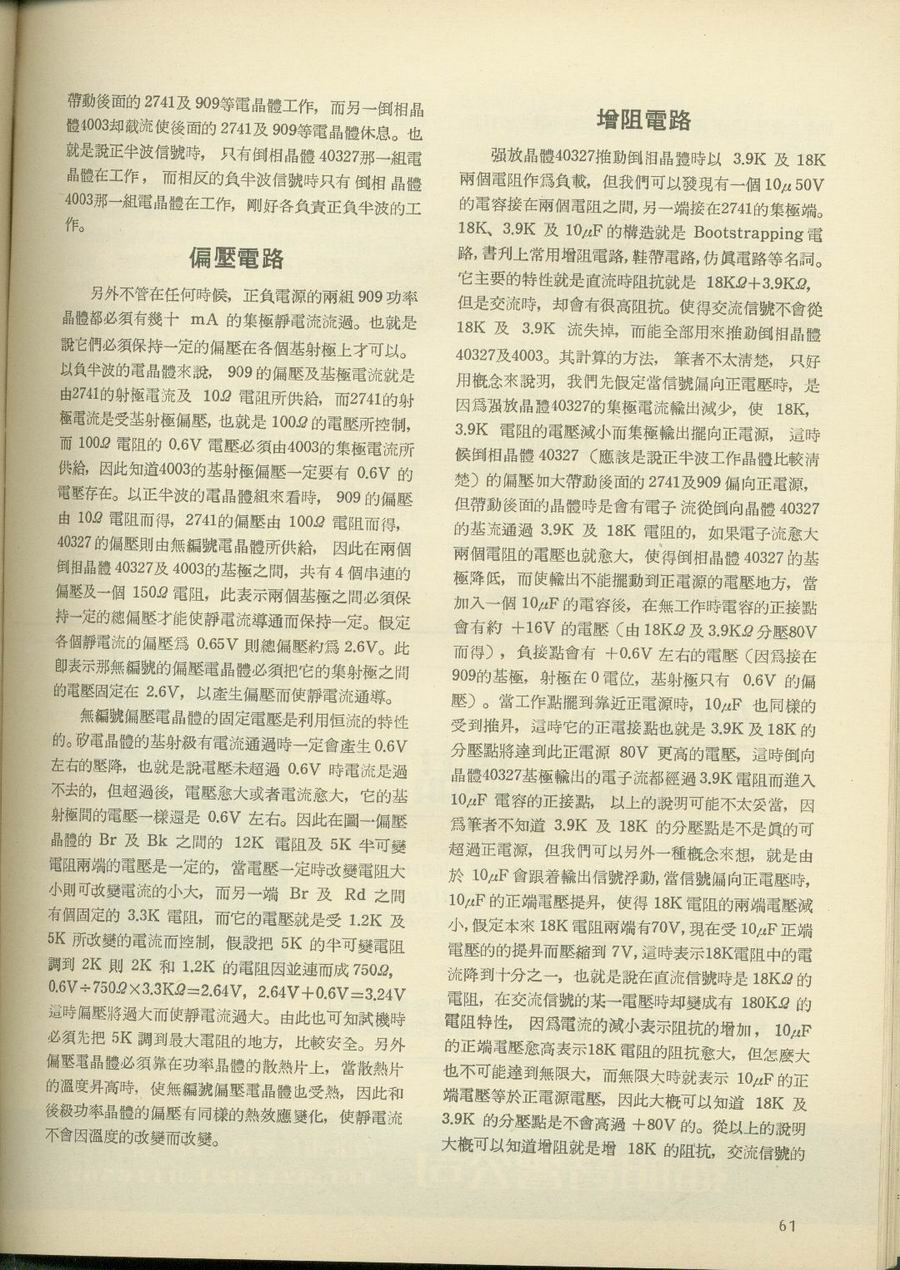 帶動後面的 2741及 909等電晶體工作，而另一倒相晶
體4003却截流使後面的 2741及 909等電晶體休息。也
就是說正半波信號時，只有倒相晶體 40327那一組電
晶體在工作，而相反的負半波信號時只有 倒相 晶體
4003那一組電晶體在工作，剛好各負責正負半波的工
作。
偏壓電路
另外不管在任何時候，正負電源的兩組 909 功率
晶體都必須有幾十 mA 的集極靜電流流過。也就是
說它們必須保持一定的偏壓在各個基射極上才可以。
以負半波的電晶體來說，909 的偏壓及基極電流就是
由2741的射極電流及 10Ω 電阻所供給，而2741的射
極電流是受基射極偏壓，也就是 100Ω 的電壓所控制，
而 100Ω 電阻的 0.6V 電壓必須由4003的集極電流所
供給，因此知道4003的基射極偏壓一定要有 0.6V 的
電壓存在。以正半波的電晶體組來看時，909 的偏壓
由 10Ω 電阻而得，2741的偏壓由 100Ω 電阻而得，
40327 的偏壓則由無編號電晶體所供給，因此在兩個
倒相晶體 40327及 4003的基極之間，共有 4 個串連的
偏壓及一個 150Ω 電阻，此表示兩個基極之間必須保
持一定的總偏壓才能使靜電流導通而保持一定。假定
各個靜電流的偏壓爲 0.65V 則總偏壓約爲 2.6V。此
卽表示那無編號的偏壓電晶體必須把它的集射極之間
的電壓固定在 2.6V，以產生偏壓而使靜電流通導。
無編號偏壓電晶體的固定電壓是利用恒流的特性
的。矽電晶體的基射級有電流通過時一定會產生 0.6V
左右的壓降，也就是說電壓未超過 0.6V 時電流是過
不去的，但超過後，電壓愈大或者電流愈大，它的基
射極間的電壓一樣還是 0.6V 左右。因此在圖一偏壓
晶體的 Br 及 Bk 之間的 12K 電阻及 5K 半可變
電阻兩端的電壓是一定的，當電壓一定時改變電阻大
小則可改變電流的小大，而另一端 Br 及 Rd 之間
有個固定的 3.3K 電阻，而它的電壓就是受 1.2K 及
5K 所改變的電流而控制，假設把 5K 的半可變電阻
調到 2K 則 2K 和 1.2K 的電阻因並連而成 750Ω，
0.6V÷750Ω×3.3KΩ=2.64V，2.64V+0.6V=3.24V
這時偏壓將過大而使靜電流過大。由此也可知試機時
必須先把 5K 調到最大電阻的地方，比較安全。另外
偏壓電晶體必須靠在功率晶體的散熱片上，當散熱片
的溫度昇高時，使無編號偏壓電晶體也受熱，因此和
後級功率晶體的偏壓有同樣的熱效應變化，使靜電流
不會因溫度的改變而改變。
增阻電路
强放晶體40327推動倒相晶體時以 3.9K 及 18K
兩個電阻作爲負載，但我們可以發現有一個 10μ 50V
的電容接在兩個電阻之間，另一端接在2741的集極端。
18K、3.9K 及 10μF 的構造就是 Bootstrapping 電
路，書刋上常用增阻電路，鞋帶電路，仿眞電路等名詞。
它主要的特性就是直流時阻抗就是 18KΩ+3.9KΩ，
但是交流時，却會有很高阻抗。使得交流信號不會從
18K 及 3.9K 流失掉，而能全部用來推動倒相晶體
40327及4003。其計算的方法，筆者不太淸楚，只好
用槪念來說明，我們先假定當信號偏向正電壓時，是
因爲强放晶體40327的集極電流輸出減少，使 18K，
3.9K 電阻的電壓減小而集極輸出擺向正電源，這時
候倒相晶體 40327 （應該是說正半波工作晶體比較淸
楚）的偏壓加大帶動後面的 2741及909 偏向正電源，
但帶動後面的晶體時是會有電子 流從倒向晶體 40327
的基流通過 3.9K 及 18K 電阻的，如果電子流愈大
兩個電阻的電壓也就愈大，使得倒相晶體 40327 的基
極降低，而使輸出不能擺動到正電源的電壓地方，當
加入一個 10μF 的電容後，在無工作時電容的正接點
會有約 +16V 的電壓（由 18KΩ 及 3.9KΩ 分壓80V
而得），負接點會有 +0.6V 左右的電壓（因爲接在
909的基極，射極在 0 電位，基射極只有 0.6V 的偏
壓）。當工作點擺到靠近正電源時，10μF 也同樣的
受到推昇，這時它的正電接點也就是 3.9K 及 18K 的
分壓點將達到此正電源 80V 更高的電壓，這時倒向
晶體40327基極輸出的電子流都經過 3.9K 電阻而進入
10μF 電容的正接點，以上的說明可能不太妥當，因
爲筆者不知道 3.9K 及 18K 的分壓點是不是眞的可
超過正電源，但我們可以另外一種槪念來想，就是由
於 10μF 會跟着輸出信號浮動，當信號偏向正電壓時，
10μF 的正端電壓提昇，使得 18K 電阻的兩端電壓減
小，假定本來 18K 電阻兩端有70V，現在受 10μF 正端
電壓的的提昇而壓縮到 7V，這時表示18K電阻中的電
流降到十分之一，也就是說在直流信號時是 18KΩ 的
電阻，在交流信號的某一電壓時却變成有 180KΩ 的
電阻特性，因爲電流的減小表示阻抗的增加，10μF
的正端電壓愈高表示18K 電阻的阻抗愈大，但怎麽大
也不可能達到無限大，而無限大時就表示 10μF 的正
端電壓等於正電源電壓，因此大槪可以知道 18K 及
3.9K 的分壓點是不會高過 +80V 的。從以上的說明
大槪可以知道增阻就是增 18K 的阻抗，交流信號的
61